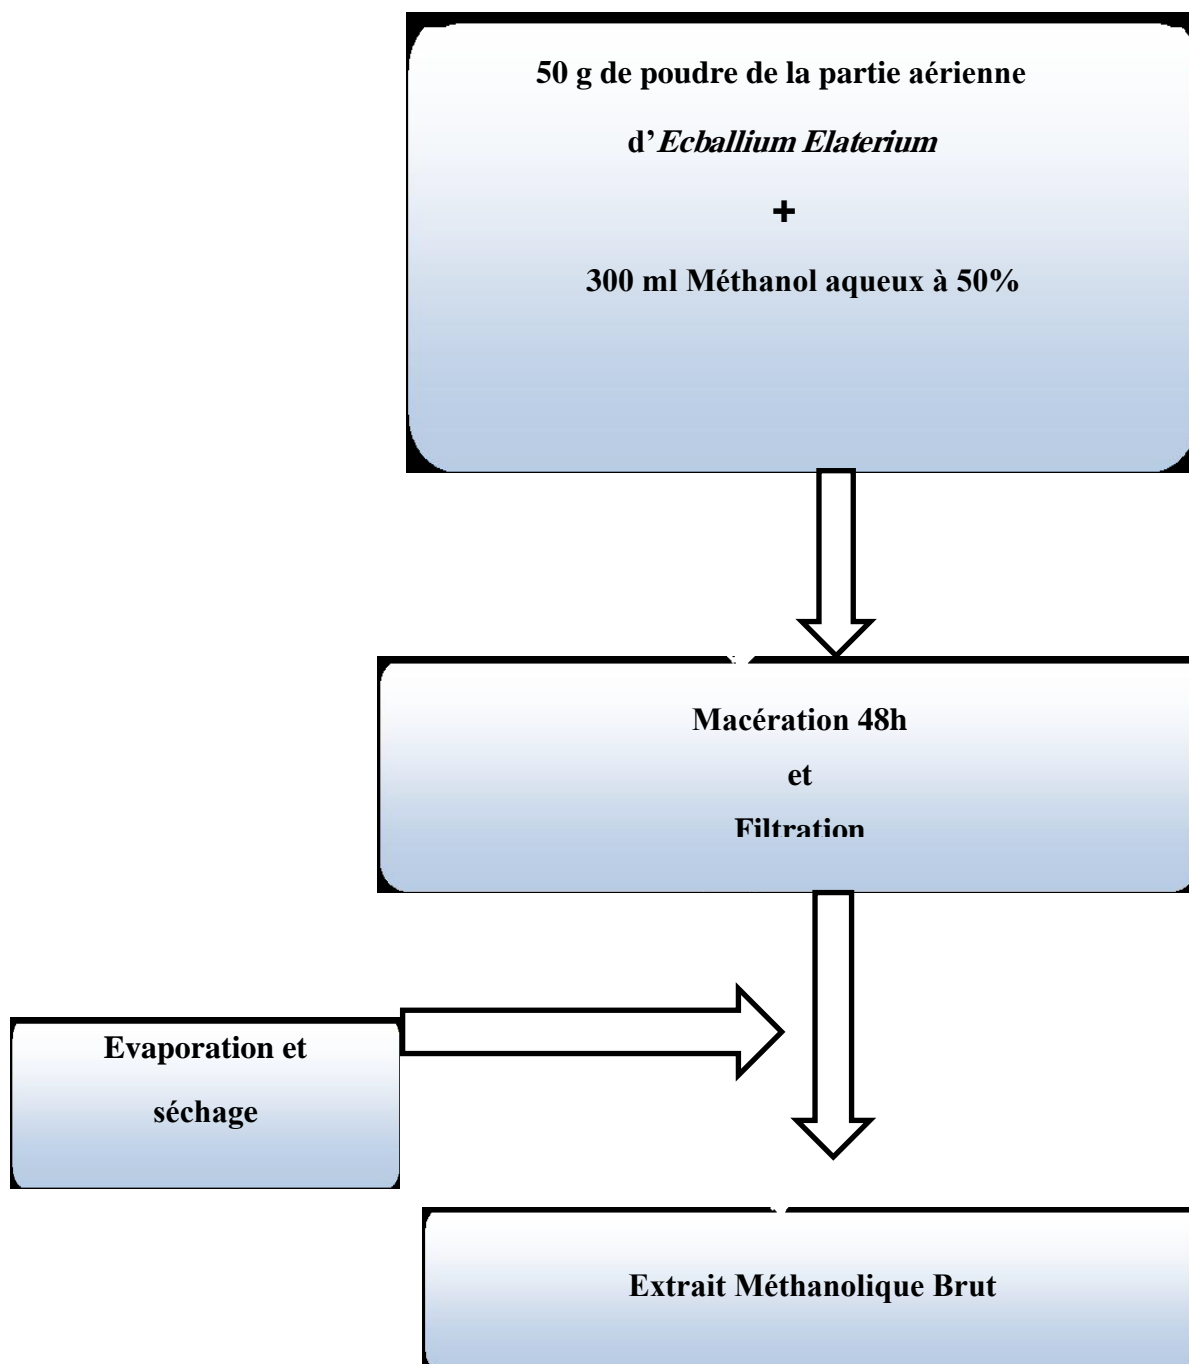 50 g de poudre de la partie aérienne
d’Ecballium Elaterium
+
300 ml Méthanol aqueux à 50%
Macération 48h
et
Filtration
Evaporation et
séchage
Extrait Méthanolique Brut